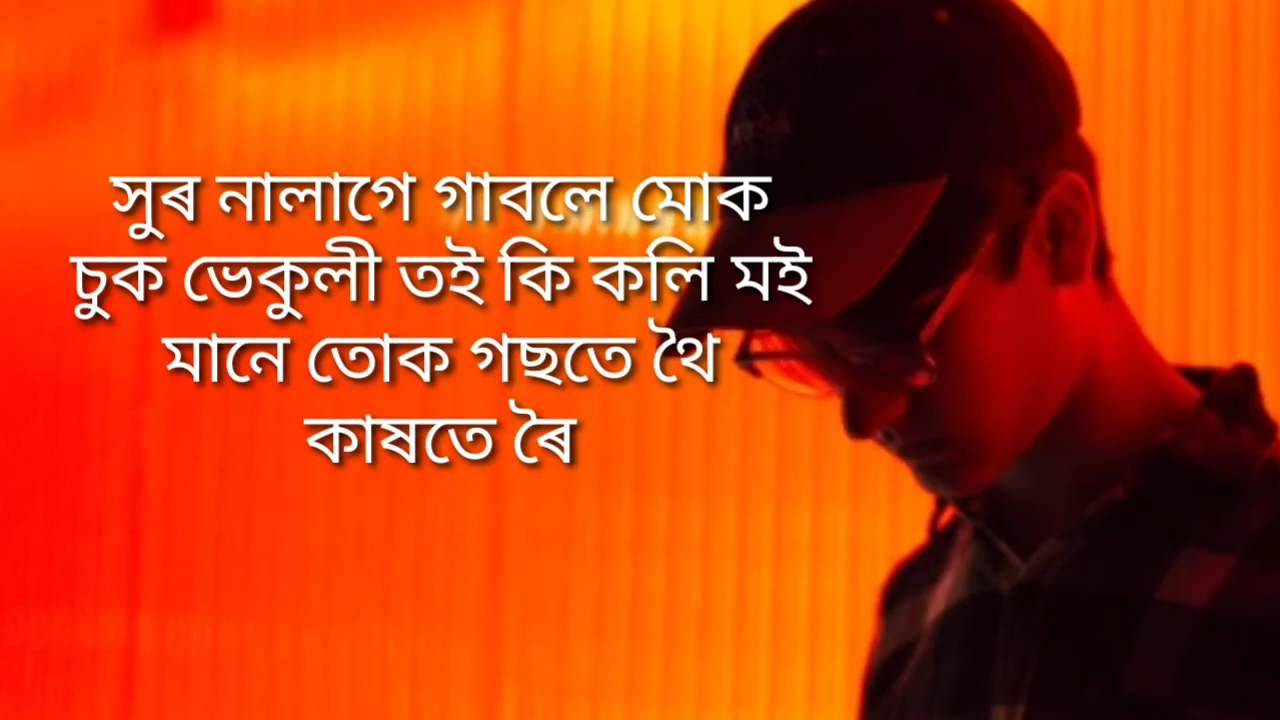 সুৰ নালাগে গাবলে মোক
চুক ভেকুলী তই কি কলি মই
মানে তোক গছতে থৈ
কাষতে ৰৈ